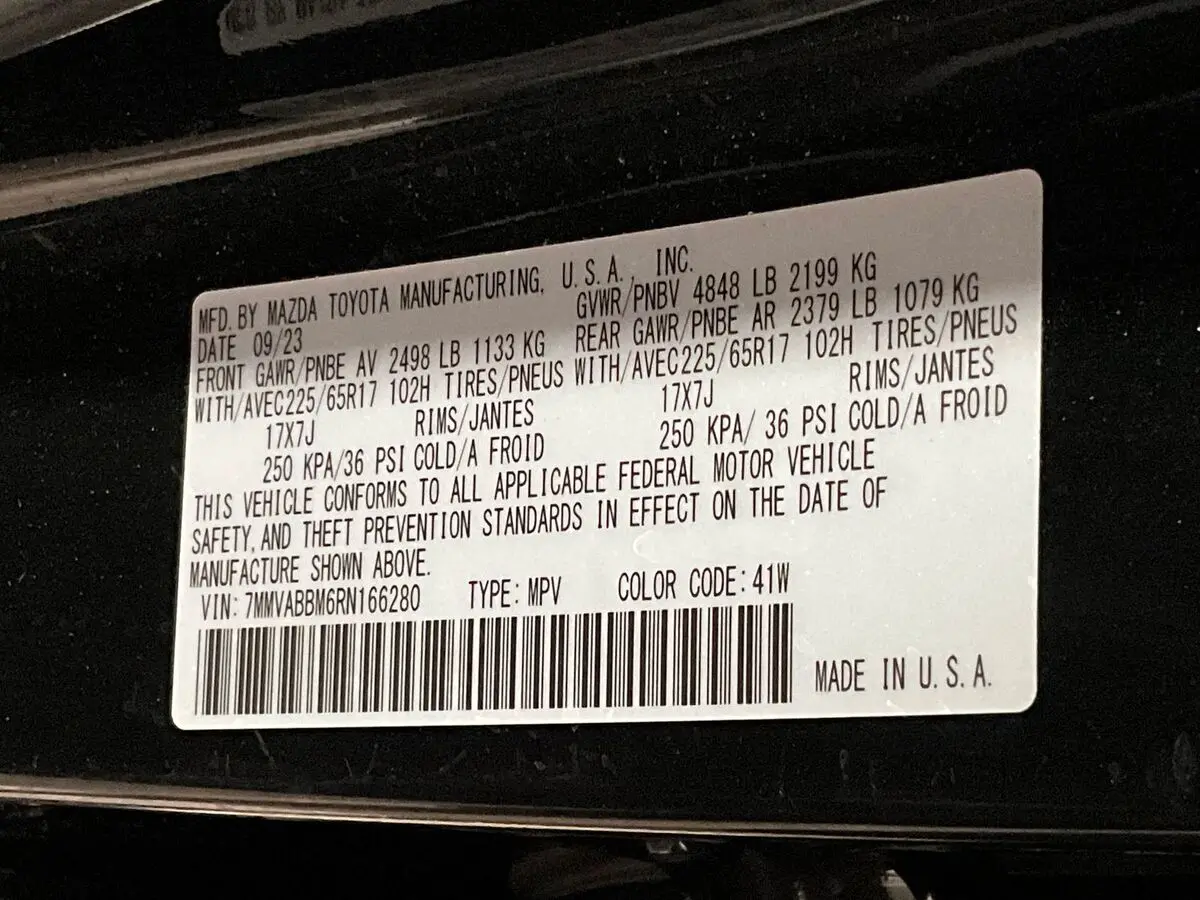 MFD. BY MAZDA TOYOTA MANUFACTURING, U.S.A., INC.
DATE 09/23 GVWR/PNBV 4848 LB 2199 KG
FRONT GAWR/PNBE AV 2498 LB 1133 KG REAR GAWR/PNBE AR 2379 LB 1079 KG
WITH/AVEC225/65R17 102H TIRES/PNEUS WITH/AVEC225/65R17 102H TIRES/PNEUS
17X7J RIMS/JANTES 17X7J RIMS/JANTES
250 KPA/36 PSI COLD/A FROID 250 KPA/ 36 PSI COLD/A FROID
THIS VEHICLE CONFORMS TO ALL APPLICABLE FEDERAL MOTOR VEHICLE
SAFETY, AND THEFT PREVENTION STANDARDS IN EFFECT ON THE DATE OF
MANUFACTURE SHOWN ABOVE.
VIN: 7MMVABBM6RN166280 TYPE: MPV COLOR CODE: 41W
MADE IN U.S.A.